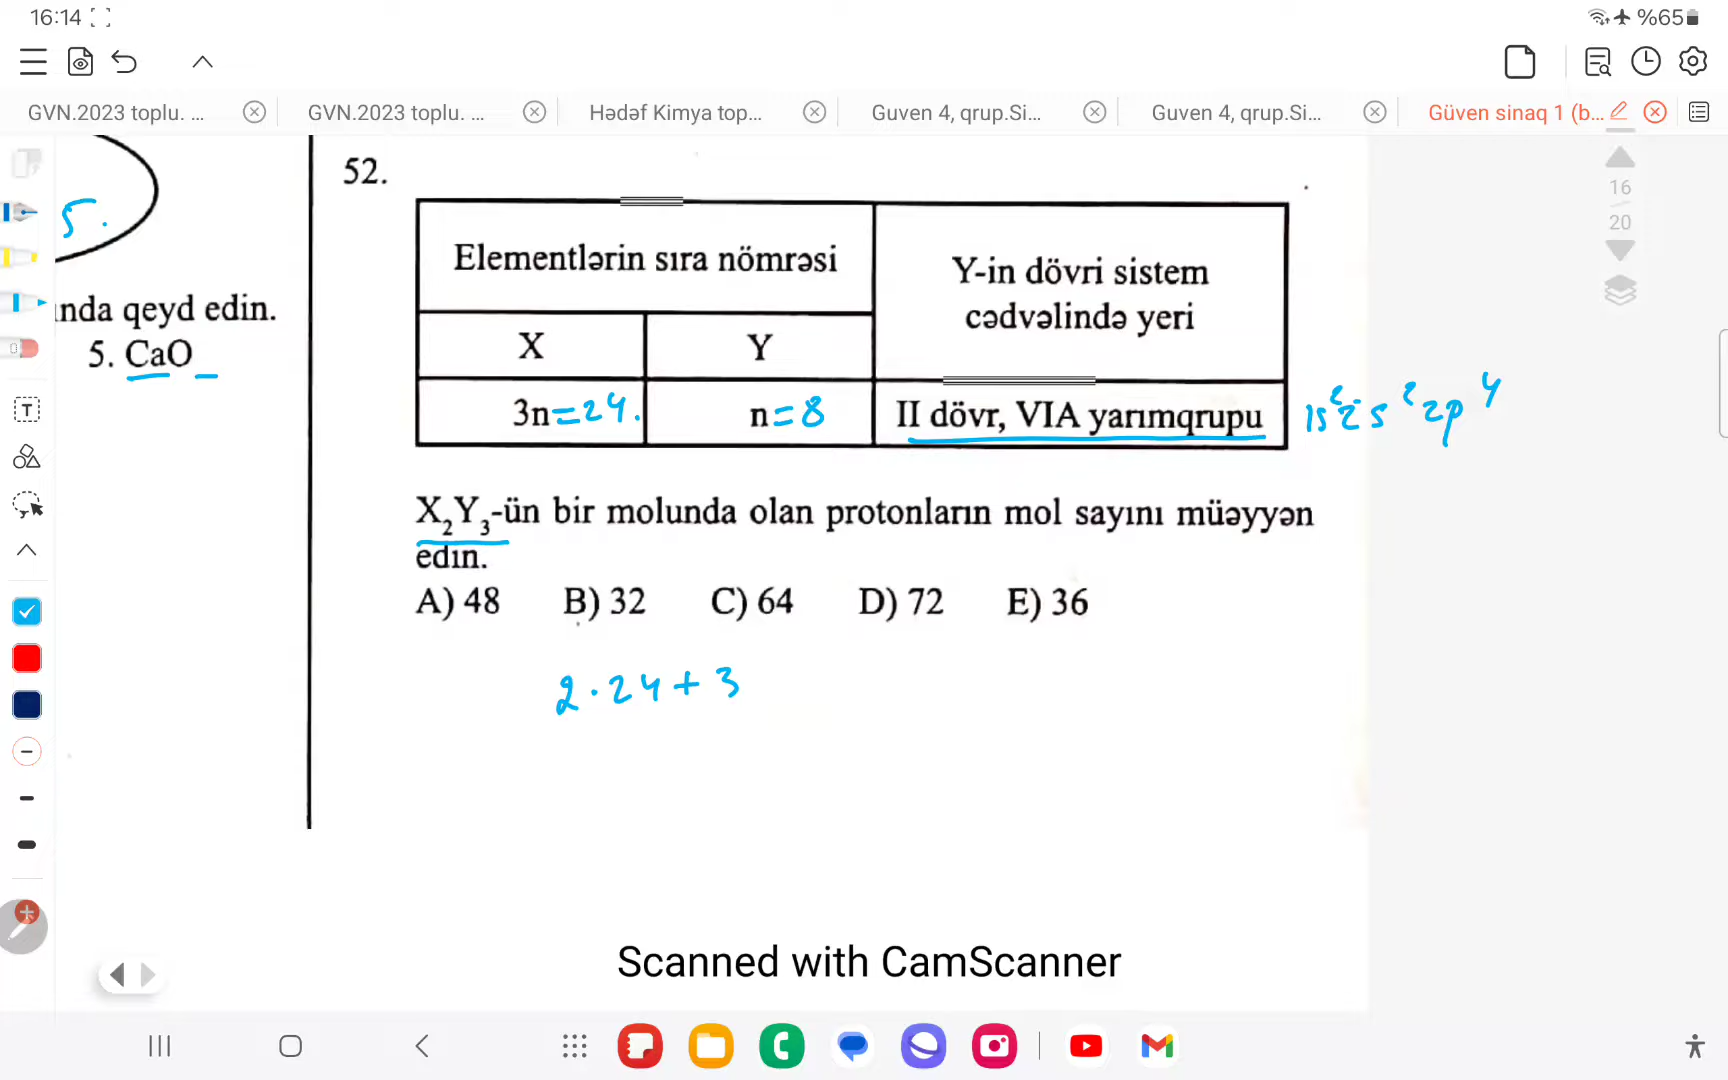 16:14
%65
GVN.2023 toplu. ...
GVN.2023 toplu. ...
Hədəf Kimya top...
Guven 4, qrup.Si...
Guven 4, qrup.Si...
Güven sinaq 1 (b...
16
20
5.
ında qeyd edin.
5. CaO
52.
Elementlərin sıra nömrəsi
Y-in dövri sistem
cədvəlində yeri
X
Y
3n=24.
n=8
II dövr, VIA yarımqrupu
1s²2s²2p⁴
X₂Y₃-ün bir molunda olan protonların mol sayını müəyyən
edin.
A) 48 B) 32 C) 64 D) 72 E) 36
2·24+3
Scanned with CamScanner